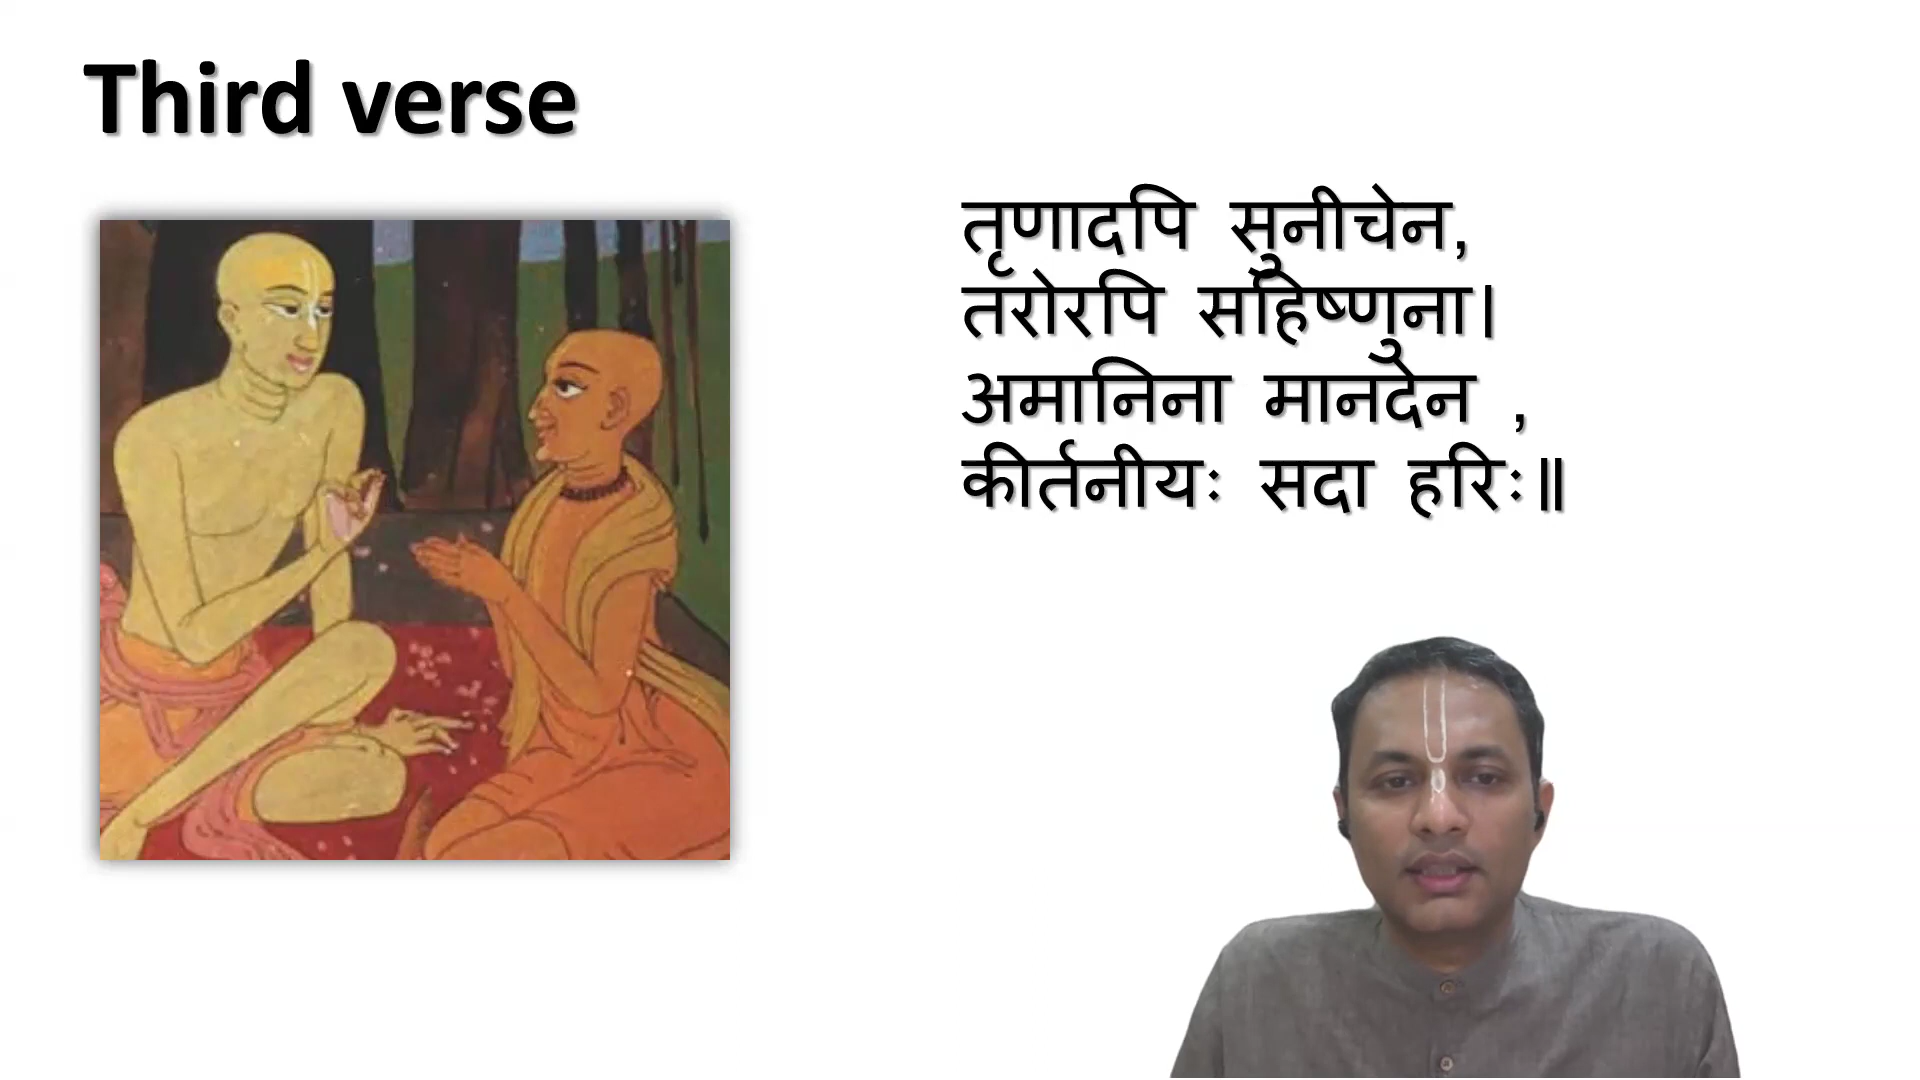 Third verse
तृणादपि सुनीचेन,
तरोरपि सहिष्णुना।
अमानिना मानदेन ,
कीर्तनीयः सदा हरिः॥